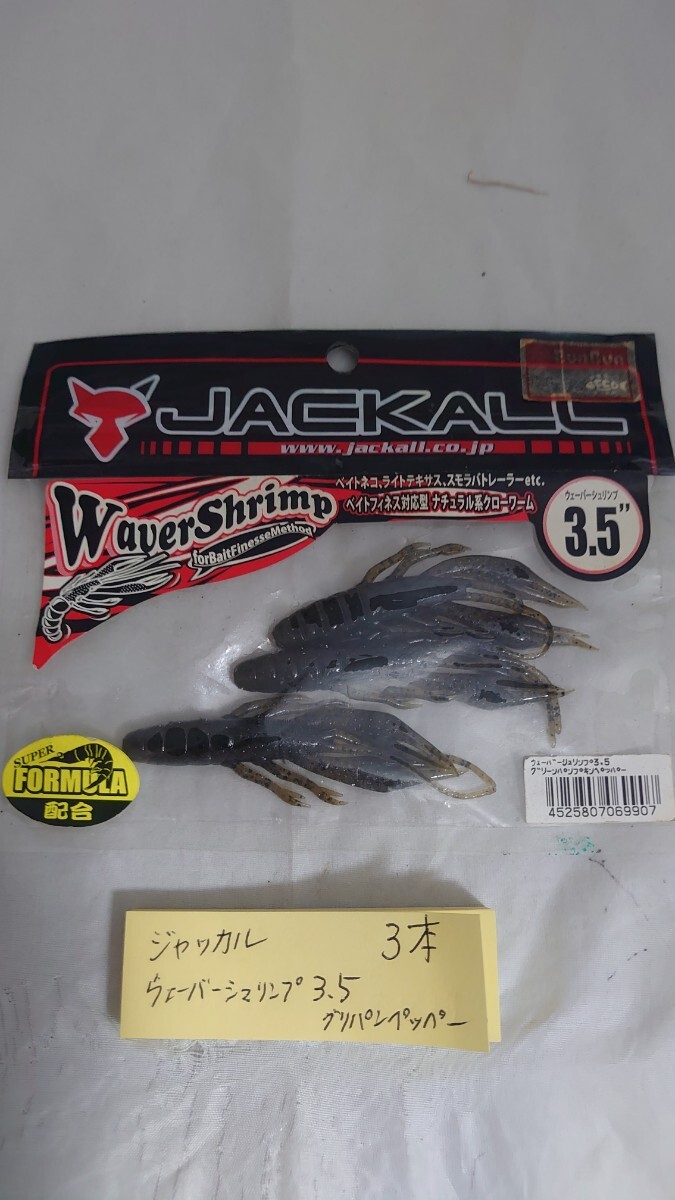 JACKALL
www.jackall.co.jp
ベイトネコ、ライトテキサス、スモラバトレーラーetc.
ベイトフィネス対応型 ナチュラル系クローワーム
WaverShrimp
forBaitFinesseMethod
ウェーバーシュリンプ
3.5"
SUPER
FORMULA
配合
ウェーバーシュリンプ3.5
グリーンパンプキンペッパー
4525807069907
ジャッカル 3本
ウェーバーシュリンプ 3.5
グリパンペッパー